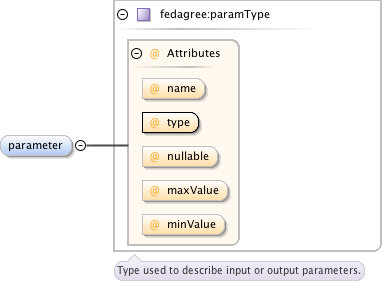 fedagree:paramType
@ Attributes
@ name
@ type
parameter
@ nullable
@ maxValue
@ minValue
Type used to describe input or output parameters.